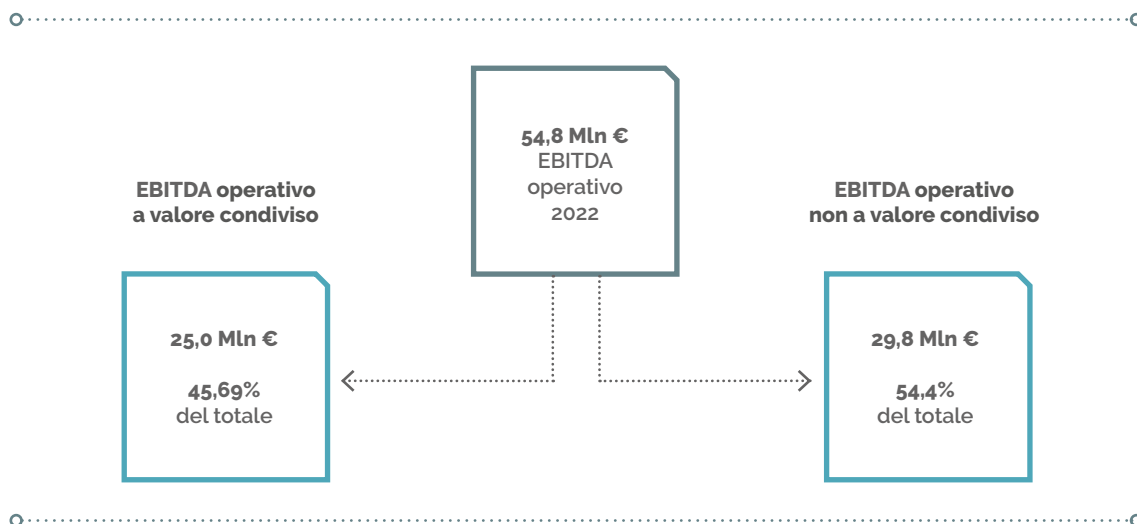 54,8 Mln €
EBITDA
operativo
2022
EBITDA operativo
a valore condiviso
25,0 Mln €
45,69%
del totale
EBITDA operativo
non a valore condiviso
29,8 Mln €
54,4%
del totale